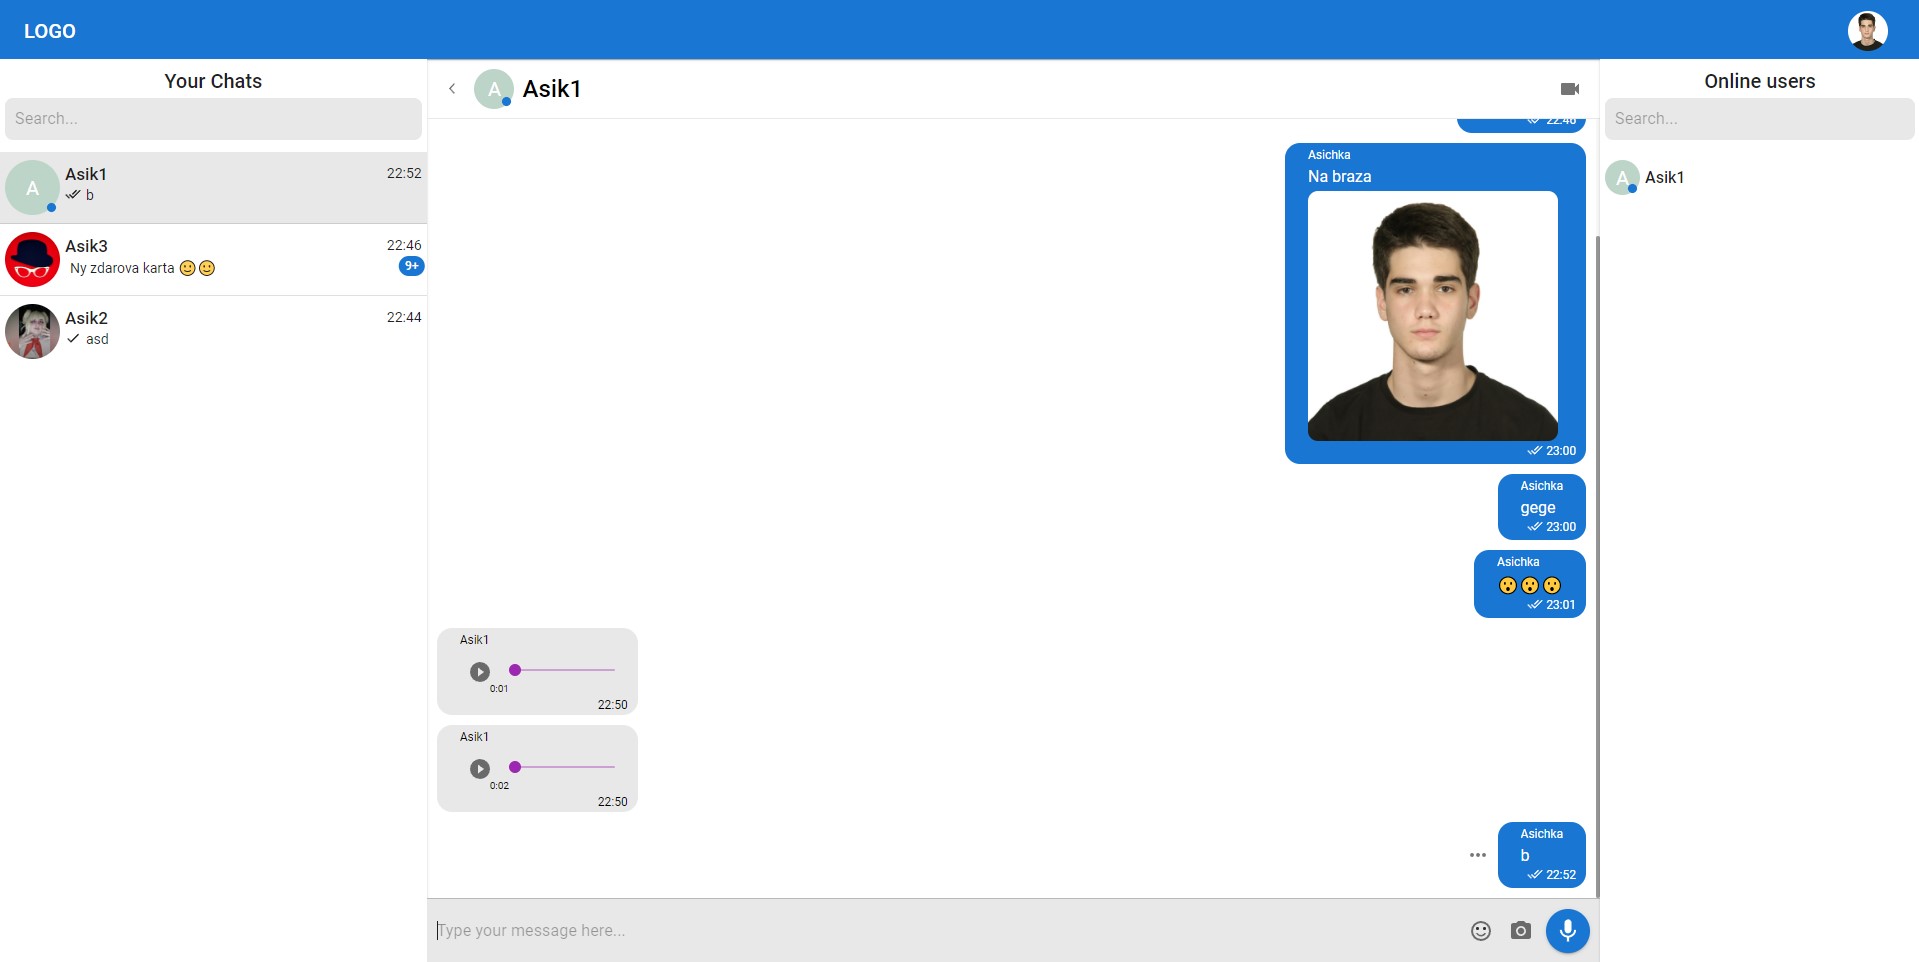 LOGO
Your Chats
Search...
A
Asik1
22:52
b
Asik3
22:46
Ny zdarova karta
9+
Asik2
22:44
asd
A
Asik1
22:46
Asichka
Na braza
23:00
Asichka
gege
23:00
Asichka
23:01
Asik1
0:01
22:50
Asik1
0:02
22:50
Asichka
b
22:52
Type your message here...
Online users
Search...
A
Asik1